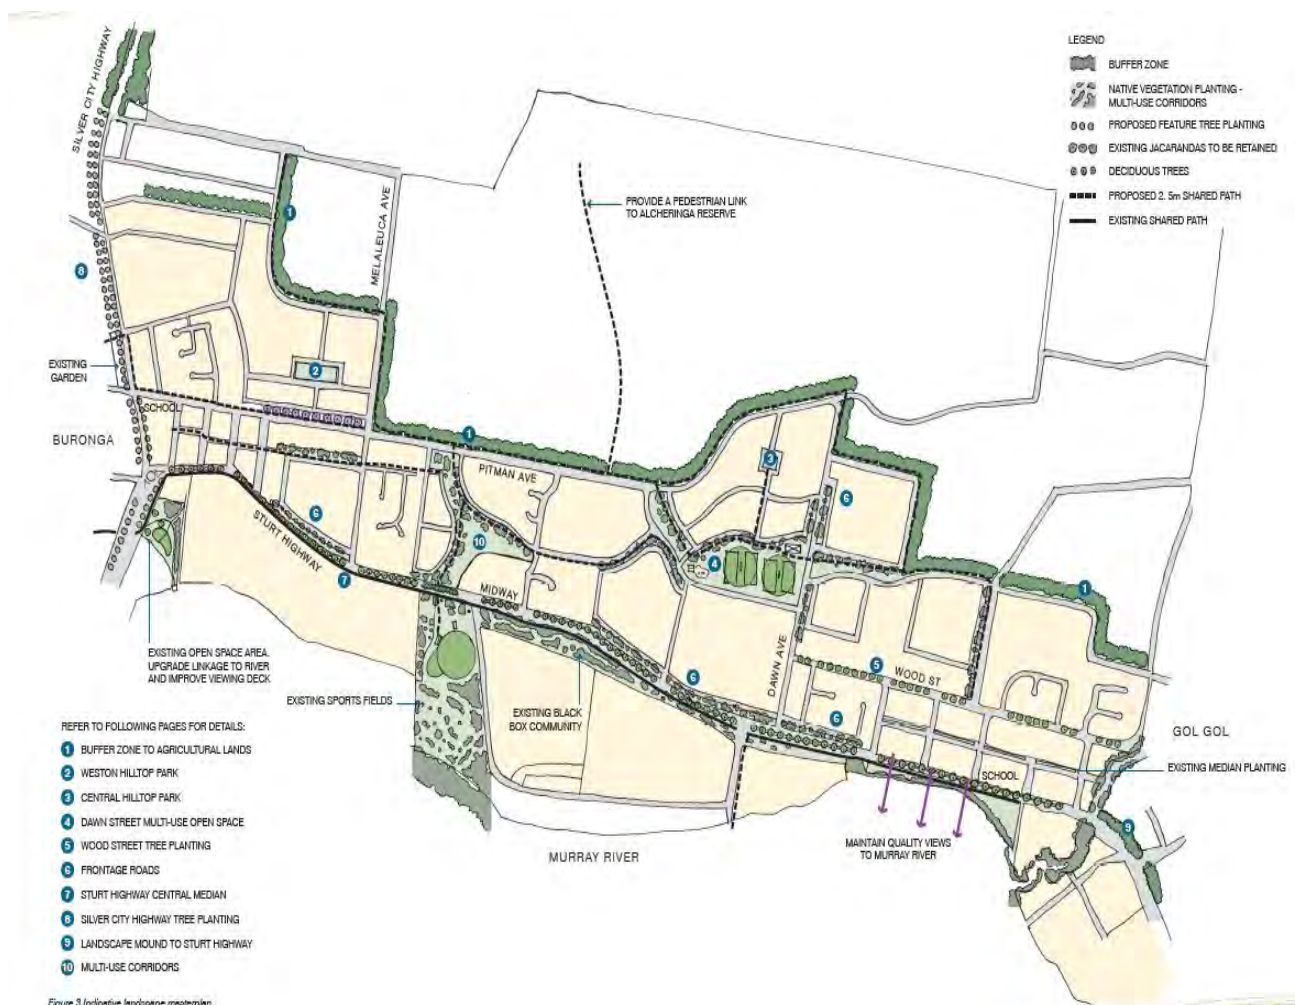 LEGEND
BUFFER ZONE
NATIVE VEGETATION PLANTING -
MULTI-USE CORRIDORS
PROPOSED FEATURE TREE PLANTING
EXISTING JACARANDAS TO BE RETAINED
DECIDUOUS TREES
PROPOSED 2. 5m SHARED PATH
EXISTING SHARED PATH
SILVER CITY HIGHWAY
MELALEUCA AVE
1
PROVIDE A PEDESTRIAN LINK
TO ALCHERINGA RESERVE
8
EXISTING
GARDEN
2
SCHOOL
BURONGA
1
PITMAN AVE
3
6
6
STURT HIGHWAY
10
7
MIDWAY
4
1
EXISTING OPEN SPACE AREA.
UPGRADE LINKAGE TO RIVER
AND IMPROVE VIEWING DECK
EXISTING SPORTS FIELDS
EXISTING BLACK
BOX COMMUNITY
6
DAWN AVE
5
WOOD ST
6
GOL GOL
SCHOOL
EXISTING MEDIAN PLANTING
9
MAINTAIN QUALITY VIEWS
TO MURRAY RIVER
MURRAY RIVER
REFER TO FOLLOWING PAGES FOR DETAILS:
1 BUFFER ZONE TO AGRICULTURAL LANDS
2 WESTON HILLTOP PARK
3 CENTRAL HILLTOP PARK
4 DAWN STREET MULTI-USE OPEN SPACE
5 WOOD STREET TREE PLANTING
6 FRONTAGE ROADS
7 STURT HIGHWAY CENTRAL MEDIAN
8 SILVER CITY HIGHWAY TREE PLANTING
9 LANDSCAPE MOUND TO STURT HIGHWAY
10 MULTI-USE CORRIDORS
Figure 3 Indicative landscape masterplan